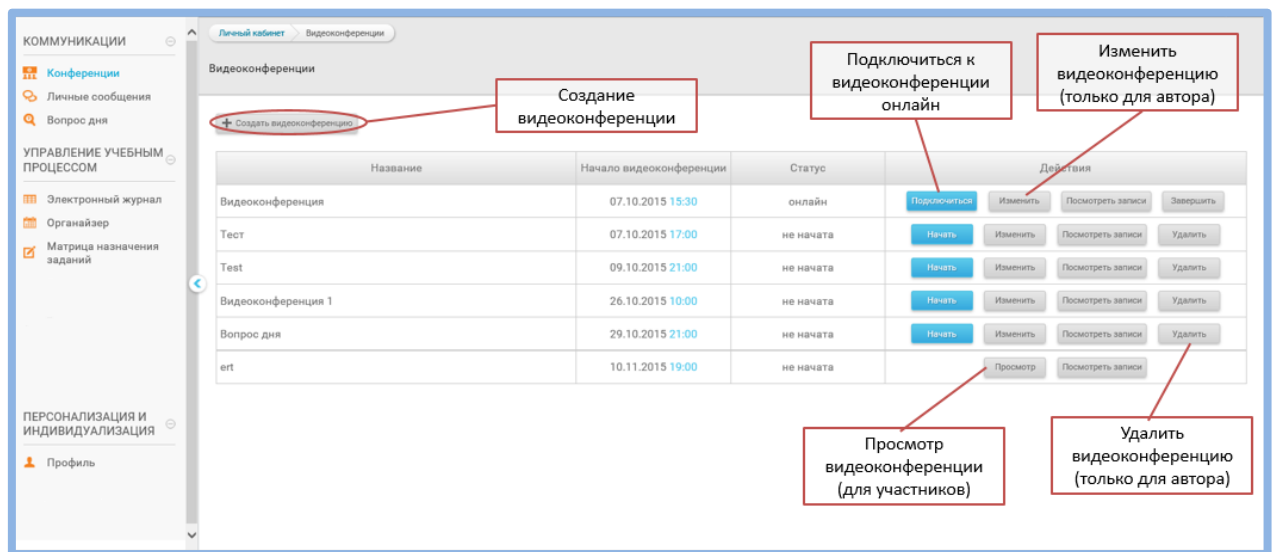 КОММУНИКАЦИИ
Конференции
Личные сообщения
Вопрос дня
УПРАВЛЕНИЕ УЧЕБНЫМ
ПРОЦЕССОМ
Электронный журнал
Органайзер
Матрица назначения
заданий
ПЕРСОНАЛИЗАЦИЯ И
ИНДИВИДУАЛИЗАЦИЯ
Профиль
Личный кабинет Видеоконференции
Видеоконференции
Создание
видеоконференции
Подключиться к
видеоконференции
онлайн
Изменить
видеоконференцию
(только для автора)
+ Создать видеоконференцию
Название Начало видеоконференции Статус Действия
Видеоконференция 07.10.2015 15:30 онлайн Подключиться Изменить Посмотреть записи Завершить
Тест 07.10.2015 17:00 не начата Начать Изменить Посмотреть записи Удалить
Test 09.10.2015 21:00 не начата Начать Изменить Посмотреть записи Удалить
Видеоконференция 1 26.10.2015 10:00 не начата Начать Изменить Посмотреть записи Удалить
Вопрос дня 29.10.2015 21:00 не начата Начать Изменить Посмотреть записи Удалить
ert 10.11.2015 19:00 не начата Просмотр Посмотреть записи
Просмотр
видеоконференции
(для участников)
Удалить
видеоконференцию
(только для автора)